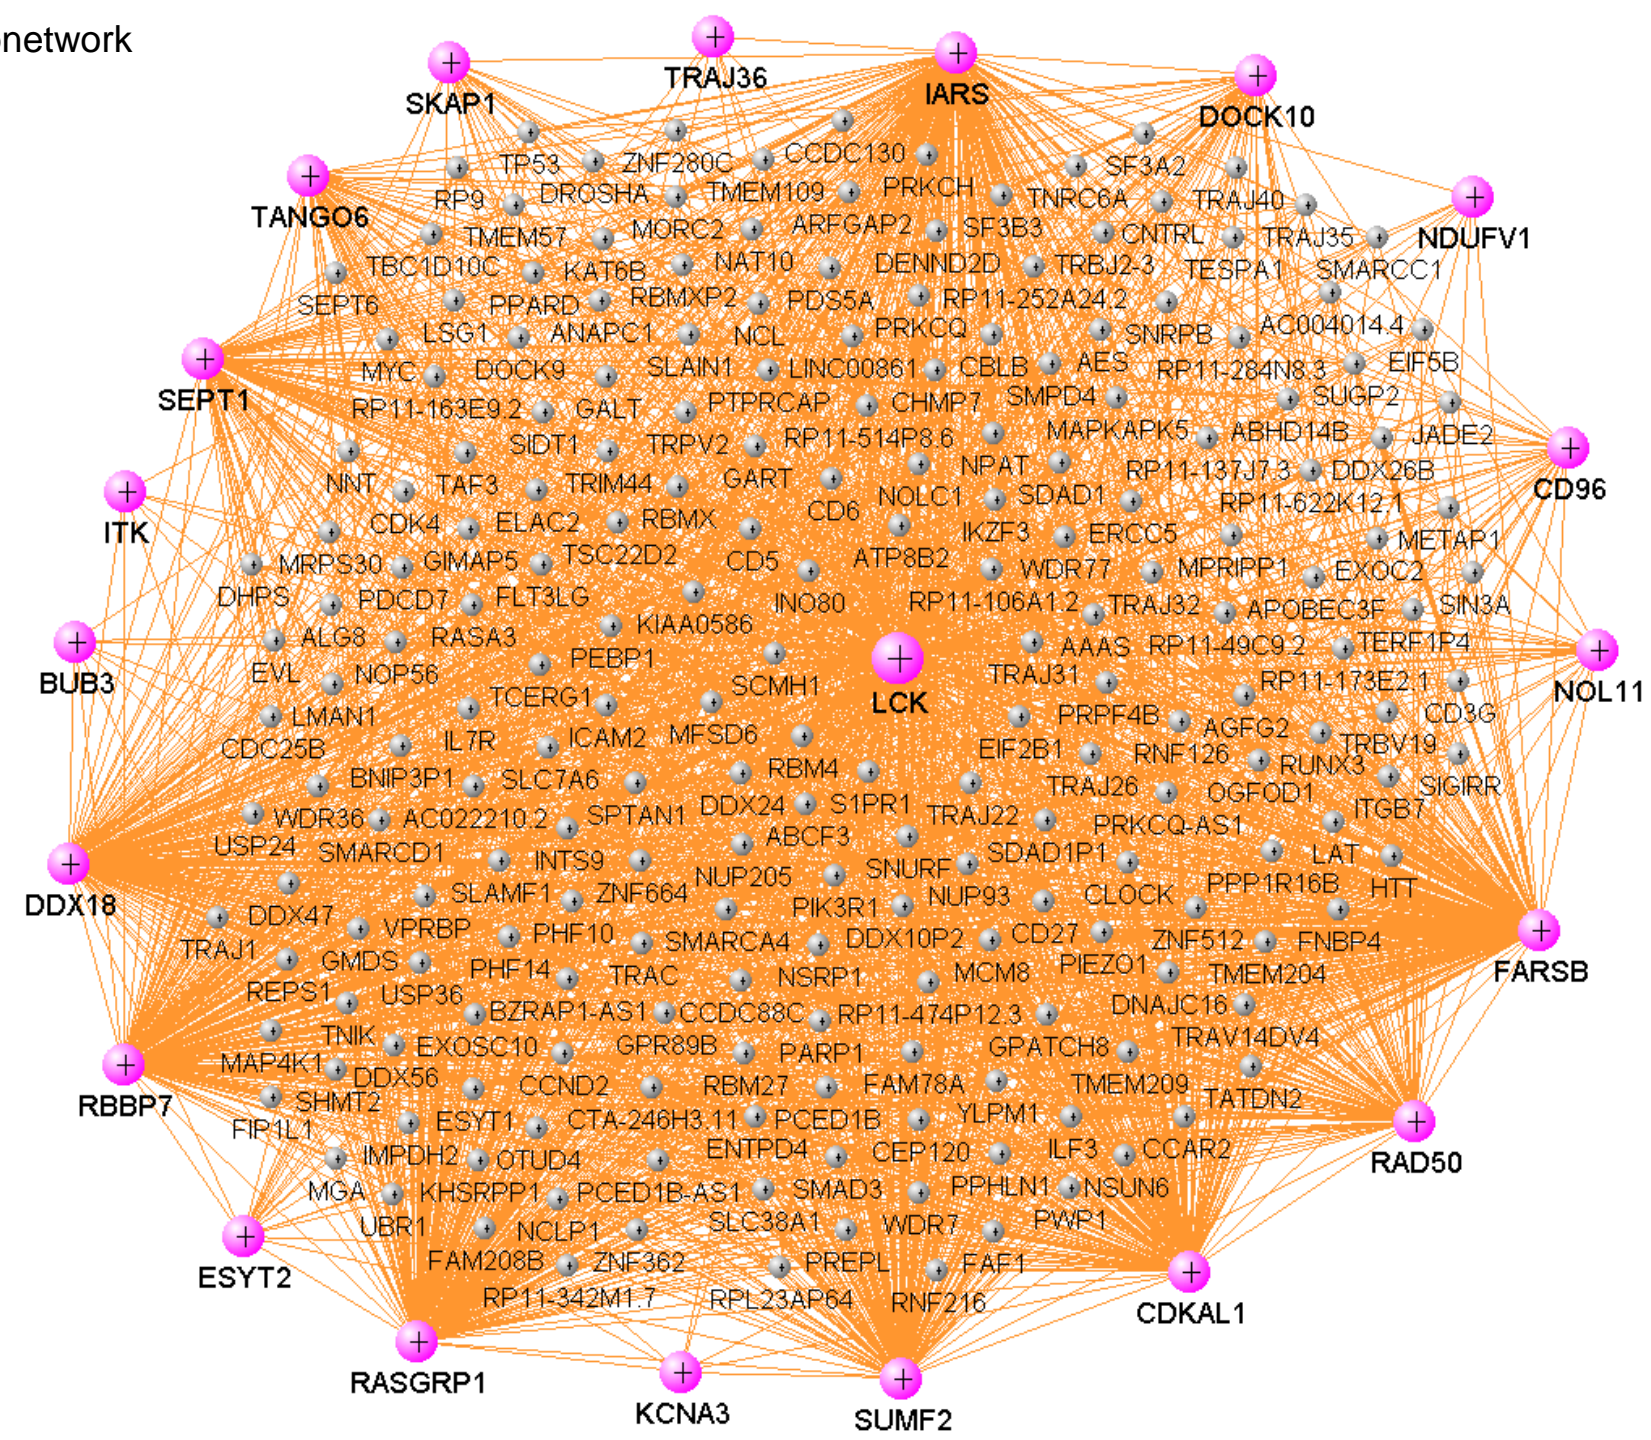 network
TRAJ36
IARS
SKAP1
DOCK10
TP53 ZNF280C CCDC130 SF3A2
RP9 DROSHA TMEM109 PRKCH TNRC6A TRAJ40
TANGO6
TMEM57 MORC2 ARFGAP2 SF3B3 CNTRL TRAJ35 NDUFV1
TBC1D10C KAT6B NAT10 DENND2D TRBJ2-3 TESPA1 SMARCC1
SEPT6 PPARD RBMXP2 PDS5A RP11-252A24.2
LSG1 ANAPC1 NCL PRKCQ SNRPB AC004014.4
MYC DOCK9 SLAIN1 LINC00861 CBLB AES RP11-284N8.3 EIF5B
SEPT1
RP11-163E9.2 GALT PTPRCAP CHMP7 SMPD4 SUGP2
SIDT1 TRPV2 RP11-514P8.6 MAPKAPK5 ABHD14B JADE2
NNT TAF3 TRIM44 GART NOLC1 NPAT RP11-137J7.3 DDX26B
CD96
CDK4 ELAC2 RBMX CD6 SDAD1 RP11-622K12.1
ITK
IKZF3 ERCC5 METAP1
MRPS30 GIMAP5 TSC22D2 CD5 ATP8B2 WDR77 MPRIPP1 EXOC2
DHPS PDCD7 FLT3LG INO80 RP11-106A1.2 TRAJ32 APOBEC3F SIN3A
ALG8 RASA3 KIAA0586 AAAS RP11-49C9.2 TERF1P4
EVL NOP56 PEBP1 SCMH1 TRAJ31 RP11-173E2.1
BUB3
NOL11
LCK
LMAN1 TCERG1 PRPF4B AGFG2 CD3G
CDC25B IL7R ICAM2 MFSD6 EIF2B1 RNF126 TRBV19
BNIP3P1 SLC7A6 RBM4 TRAJ26 OGFOD1 RUNX3 SIGIRR
WDR36 AC022210.2 SPTAN1 DDX24 S1PR1 TRAJ22 PRKCQ-AS1 ITGB7
USP24 SMARCD1 INTS9 ABCF3 SNURF SDAD1P1 LAT
DDX18
SLAMF1 ZNF664 NUP205 NUP93 CLOCK PPP1R16B HTT
DDX47 VPRBP PHF10 PIK3R1 DDX10P2 CD27 ZNF512 FNBP4
TRAJ1 GMDS PHF14 SMARCA4 NSRP1 MCM8 PIEZO1 TMEM204
FARSB
REPS1 USP36 TRAC DNAJC16
BZRAP1-AS1 CCDC88C RP11-474P12.3
TNIK EXOSC10 GPR89B PARP1 GPATCH8 TRAV14DV4
MAP4K1 DDX56 CCND2 RBM27 FAM78A TMEM209 TATDN2
RBBP7
SHMT2 ESYT1 CTA-246H3.11 PCED1B YLPM1
FIP1L1 IMPDH2 OTUD4 ENTPD4 CEP120 ILF3 CCAR2
RAD50
MGA KHSRPP1 PCED1B-AS1 SMAD3 PPHLN1 NSUN6
UBR1 NCLP1 SLC38A1 WDR7 PWP1
FAM208B ZNF362 PREPL FAF1
ESYT2
RP11-342M1.7 RPL23AP64 RNF216
CDKAL1
RASGRP1
KCNA3
SUMF2